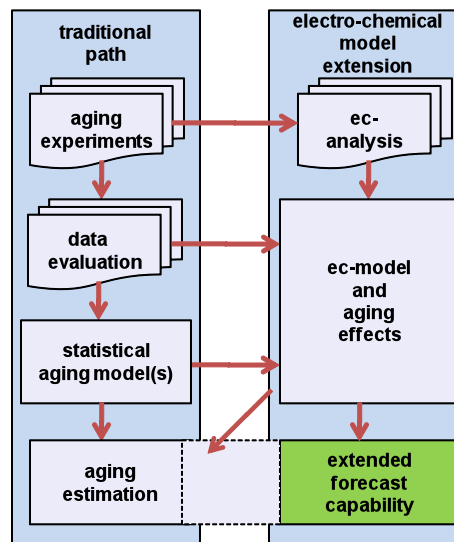 traditional
path
electro-chemical
model
extension
aging
experiments
ec-
analysis
data
evaluation
ec-model
and
aging
effects
statistical
aging model(s)
aging
estimation
extended
forecast
capability